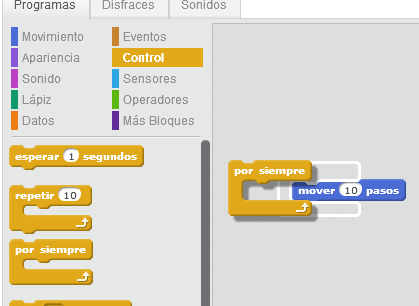 Programas Disfraces Sonidos
Movimiento Eventos
Apariencia Control
Sonido Sensores
Lápiz Operadores
Datos Más Bloques
esperar 1 segundos
repetir 10
por siempre
por siempre
mover 10 pasos